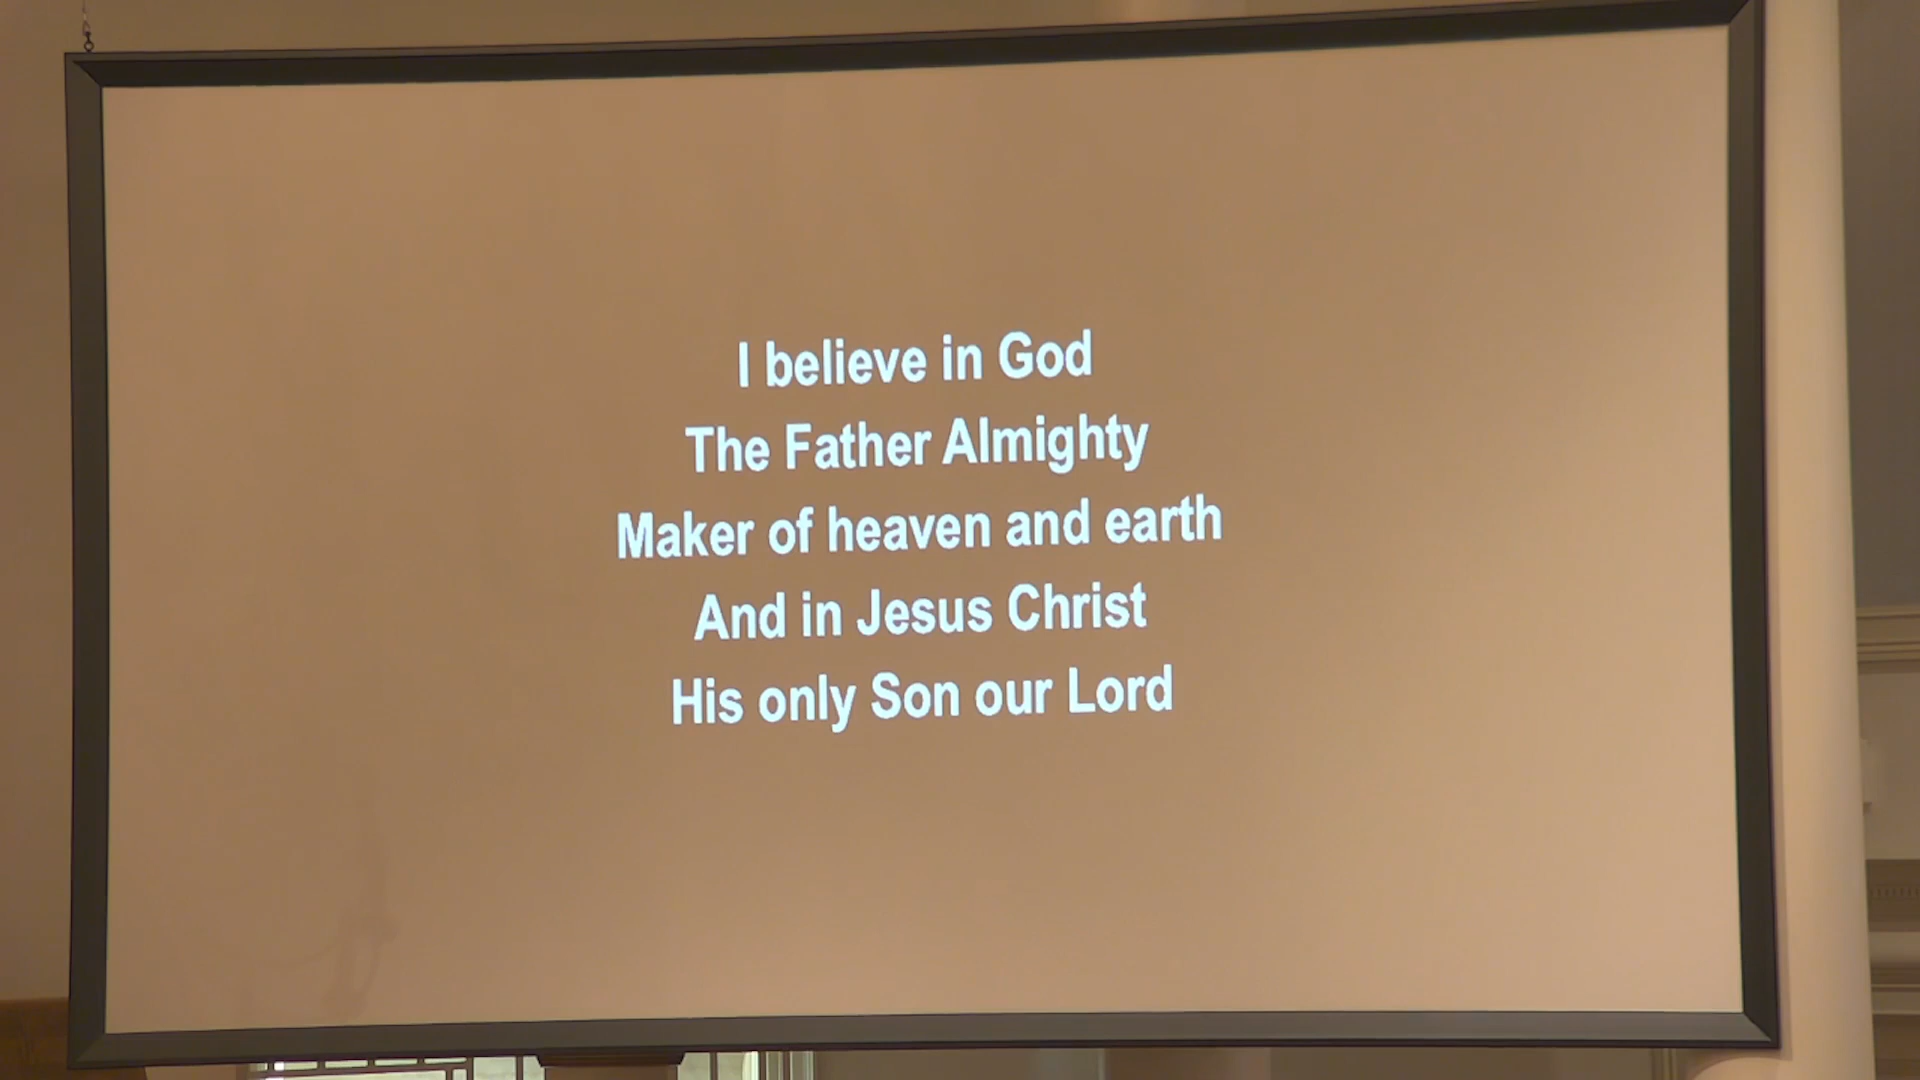 I believe in God
The Father Almighty
Maker of heaven and earth
And in Jesus Christ
His only Son our Lord